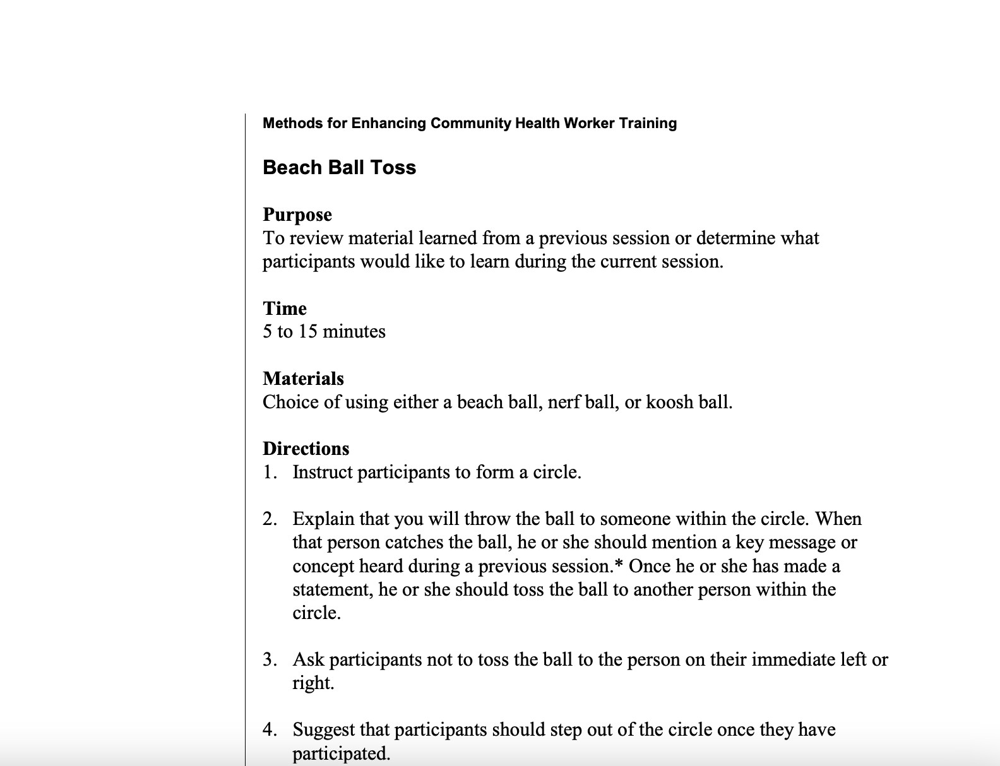 Methods for Enhancing Community Health Worker Training
Beach Ball Toss
Purpose
To review material learned from a previous session or determine what
participants would like to learn during the current session.
Time
5 to 15 minutes
Materials
Choice of using either a beach ball, nerf ball, or koosh ball.
Directions
1. Instruct participants to form a circle.
2. Explain that you will throw the ball to someone within the circle. When
that person catches the ball, he or she should mention a key message or
concept heard during a previous session.* Once he or she has made a
statement, he or she should toss the ball to another person within the
circle.
3. Ask participants not to toss the ball to the person on their immediate left or
right.
4. Suggest that participants should step out of the circle once they have
participated.